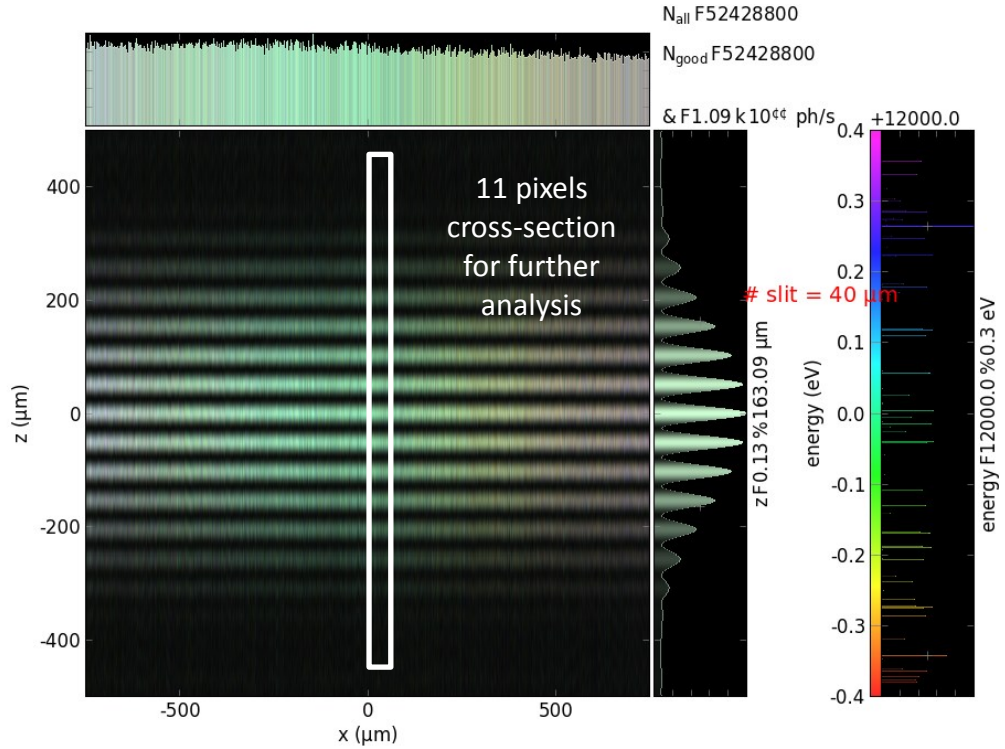 N_all F52428800
N_good F52428800
& F1.09 k 10^¢¢ ph/s
+12000.0
11 pixels
cross-section
for further
analysis
# slit = 40 µm
z (µm)
400
200
0
-200
-400
-500
0
500
x (µm)
z F0.13 %163.09 µm
energy (eV)
0.4
0.3
0.2
0.1
0.0
-0.1
-0.2
-0.3
-0.4
energy F12000.0 %0.3 eV